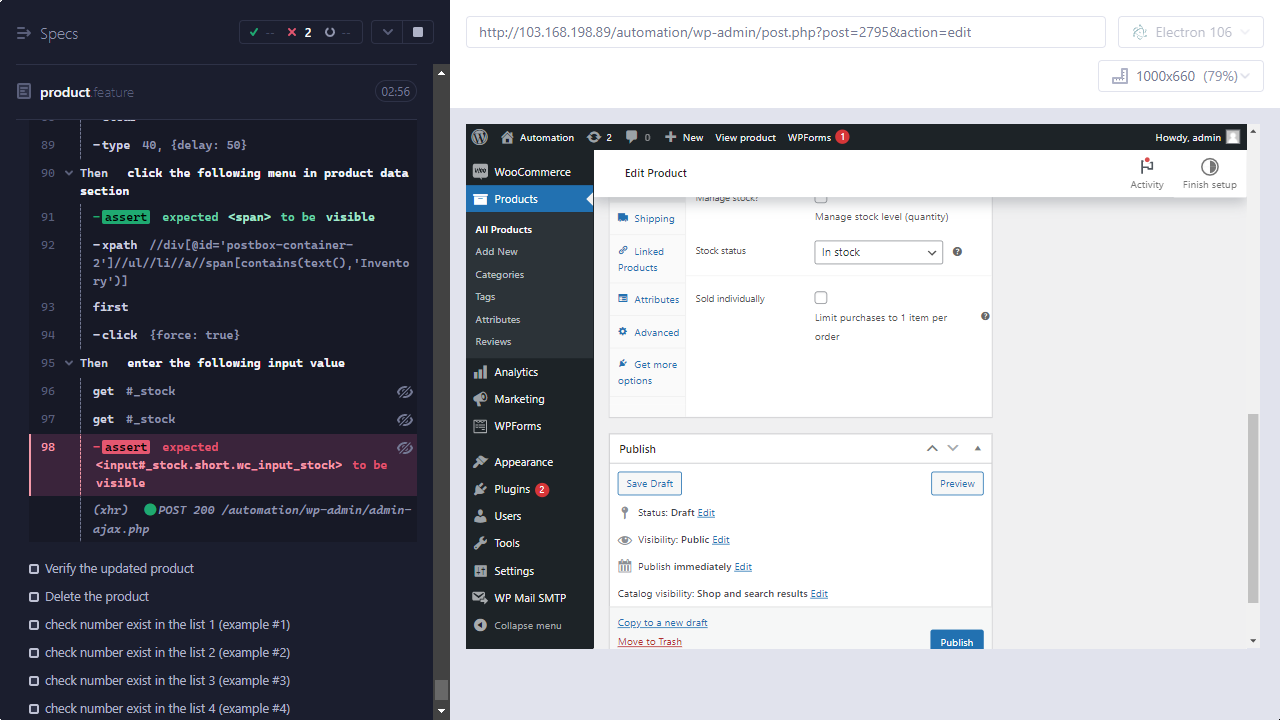 Specs
-- 2 --
product.feature 02:56
89 -type 40, {delay: 50}
90 Then click the following menu in product data
section
91 -assert expected <span> to be visible
92 -xpath //div[@id='postbox-container-
2']//ul//li//a//span[contains(text(),'Invento
ry')]
93 first
94 -click {force: true}
95 Then enter the following input value
96 get #_stock
97 get #_stock
98 -assert expected
<input#_stock.short.wc_input_stock> to be
visible
(xhr) POST 200 /automation/wp-admin/admin-
ajax.php
Verify the updated product
Delete the product
check number exist in the list 1 (example #1)
check number exist in the list 2 (example #2)
check number exist in the list 3 (example #3)
check number exist in the list 4 (example #4)
http://103.168.198.89/automation/wp-admin/post.php?post=2795&action=edit
Electron 106
1000x660 (79%)
Automation 2 0 New View product WPForms 1 Howdy, admin
WooCommerce
Products
All Products
Add New
Categories
Tags
Attributes
Reviews
Analytics
Marketing
WPForms
Appearance
Plugins 2
Users
Tools
Settings
WP Mail SMTP
Collapse menu
Edit Product
Activity
Finish setup
Shipping
Linked
Products
Attributes
Advanced
Get more
options
Manage stock?
Manage stock level (quantity)
Stock status In stock
Sold individually
Limit purchases to 1 item per
order
Publish
Save Draft Preview
Status: Draft Edit
Visibility: Public Edit
Publish immediately Edit
Catalog visibility: Shop and search results Edit
Copy to a new draft
Move to Trash
Publish